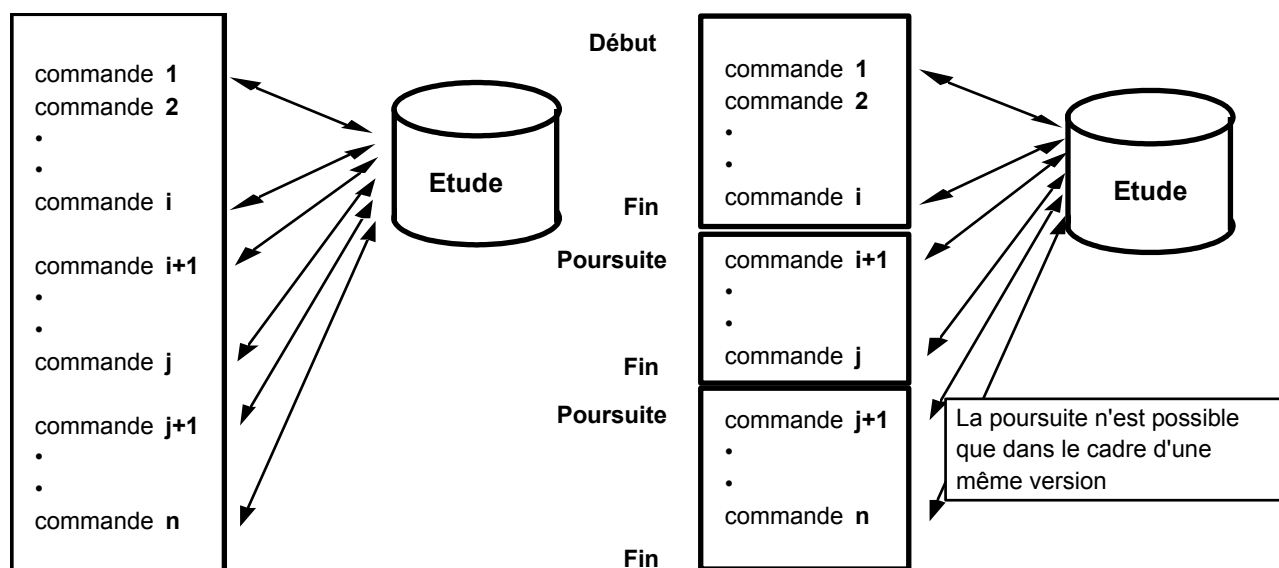 commande 1
commande 2
•
•
commande i
commande i+1
•
•
commande j
commande j+1
•
•
commande n
Etude
Début
commande 1
commande 2
•
•
commande i
Fin
Poursuite
commande i+1
•
•
commande j
Fin
Poursuite
commande j+1
•
•
commande n
Fin
Etude
La poursuite n'est possible
que dans le cadre d'une
même version